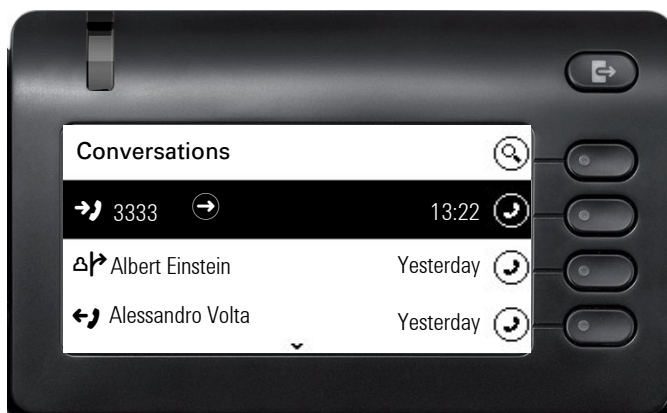 Conversations
3333 13:22
Albert Einstein Yesterday
Alessandro Volta Yesterday